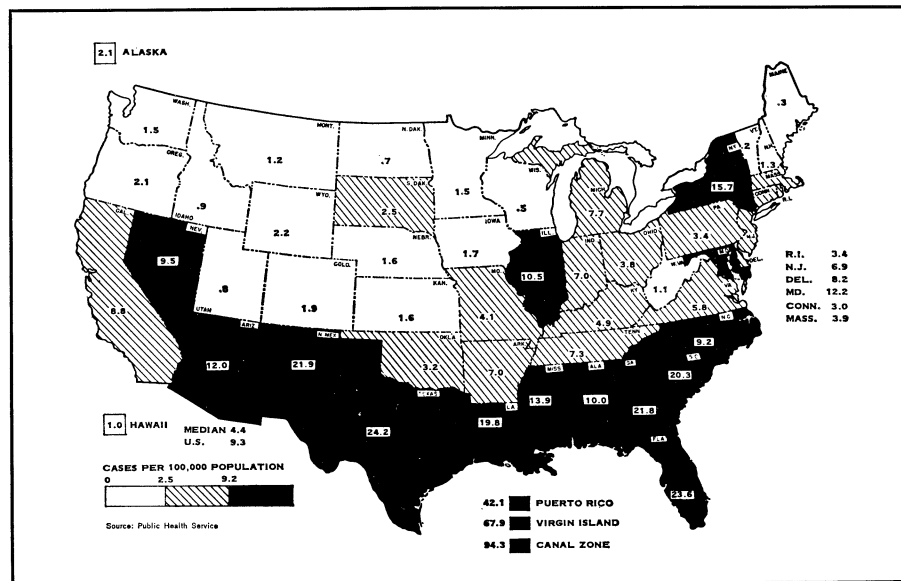 2.1 ALASKA
MAINE
.3
WASH.
1.5
MONT.
1.2
N. DAK.
.7
MINN.
1.5
VT.
.2
N.H.
1.3
N.Y.
15.7
MASS.
CONN.
R.I.
OREG.
2.1
IDAHO
.9
WYO.
2.2
S. DAK.
2.5
WIS.
.5
MICH.
7.7
PA.
3.4
N.J.
CAL.
8.8
NEV.
9.5
UTAH
.8
COLO.
1.9
NEBR.
1.6
IOWA
1.7
ILL.
10.5
IND.
7.0
OHIO
3.8
W. VA.
1.1
DEL.
VA.
5.8
KAN.
1.6
MO.
4.1
KY.
4.9
ARIZ.
12.0
N. MEX.
21.9
OKLA.
3.2
ARK.
7.0
TENN.
7.3
N.C.
9.2
S.C.
20.3
TEXAS
24.2
LA.
19.8
MISS
13.9
ALA
10.0
GA.
21.8
FLA.
23.6
R.I. 3.4
N.J. 6.9
DEL. 8.2
MD. 12.2
CONN. 3.0
MASS. 3.9
1.0 HAWAII
MEDIAN 4.4
U.S. 9.3
CASES PER 100,000 POPULATION
0 2.5 9.2
Source: Public Health Service
42.1 PUERTO RICO
67.9 VIRGIN ISLAND
94.3 CANAL ZONE